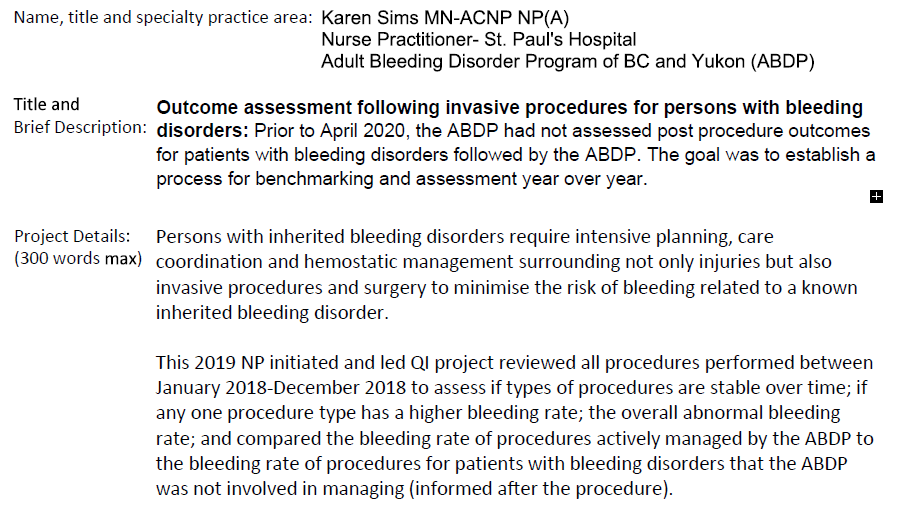 Name, title and specialty practice area: Karen Sims MN-ACNP NP(A)
Nurse Practitioner- St. Paul's Hospital
Adult Bleeding Disorder Program of BC and Yukon (ABDP)
Title and Outcome assessment following invasive procedures for persons with bleeding
Brief Description: disorders: Prior to April 2020, the ABDP had not assessed post procedure outcomes
for patients with bleeding disorders followed by the ABDP. The goal was to establish a
process for benchmarking and assessment year over year.
Project Details: Persons with inherited bleeding disorders require intensive planning, care
(300 words max) coordination and hemostatic management surrounding not only injuries but also
invasive procedures and surgery to minimise the risk of bleeding related to a known
inherited bleeding disorder.
This 2019 NP initiated and led QI project reviewed all procedures performed between
January 2018-December 2018 to assess if types of procedures are stable over time; if
any one procedure type has a higher bleeding rate; the overall abnormal bleeding
rate; and compared the bleeding rate of procedures actively managed by the ABDP to
the bleeding rate of procedures for patients with bleeding disorders that the ABDP
was not involved in managing (informed after the procedure).